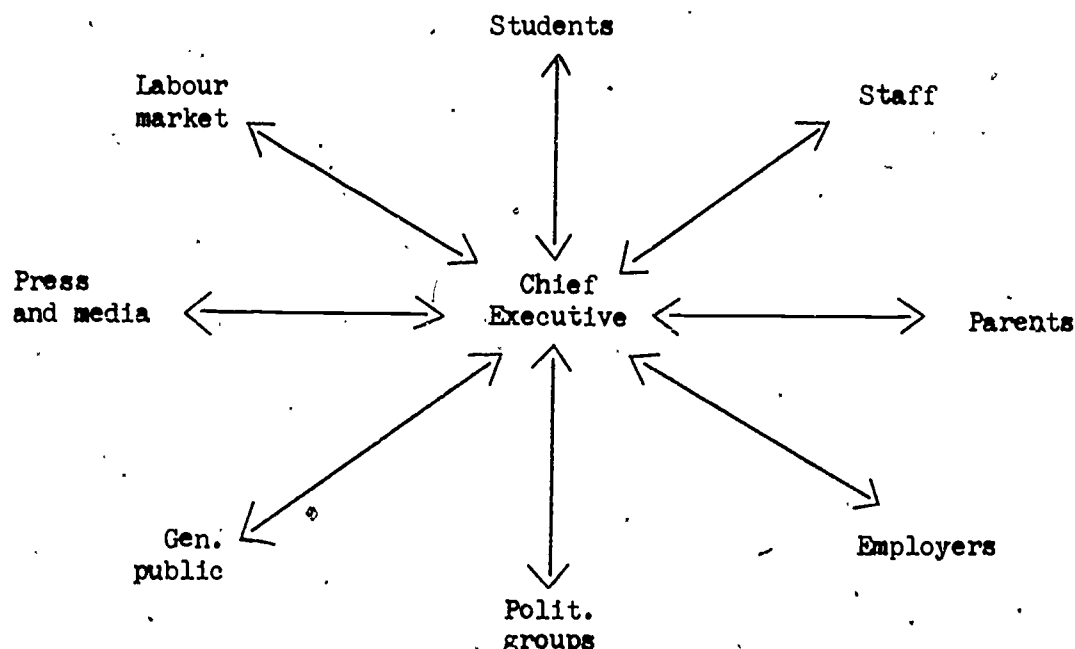 Students
Labour
market
Staff
Press
and media
Chief
Executive
Parents
Gen.
public
Employers
Polit.
groups